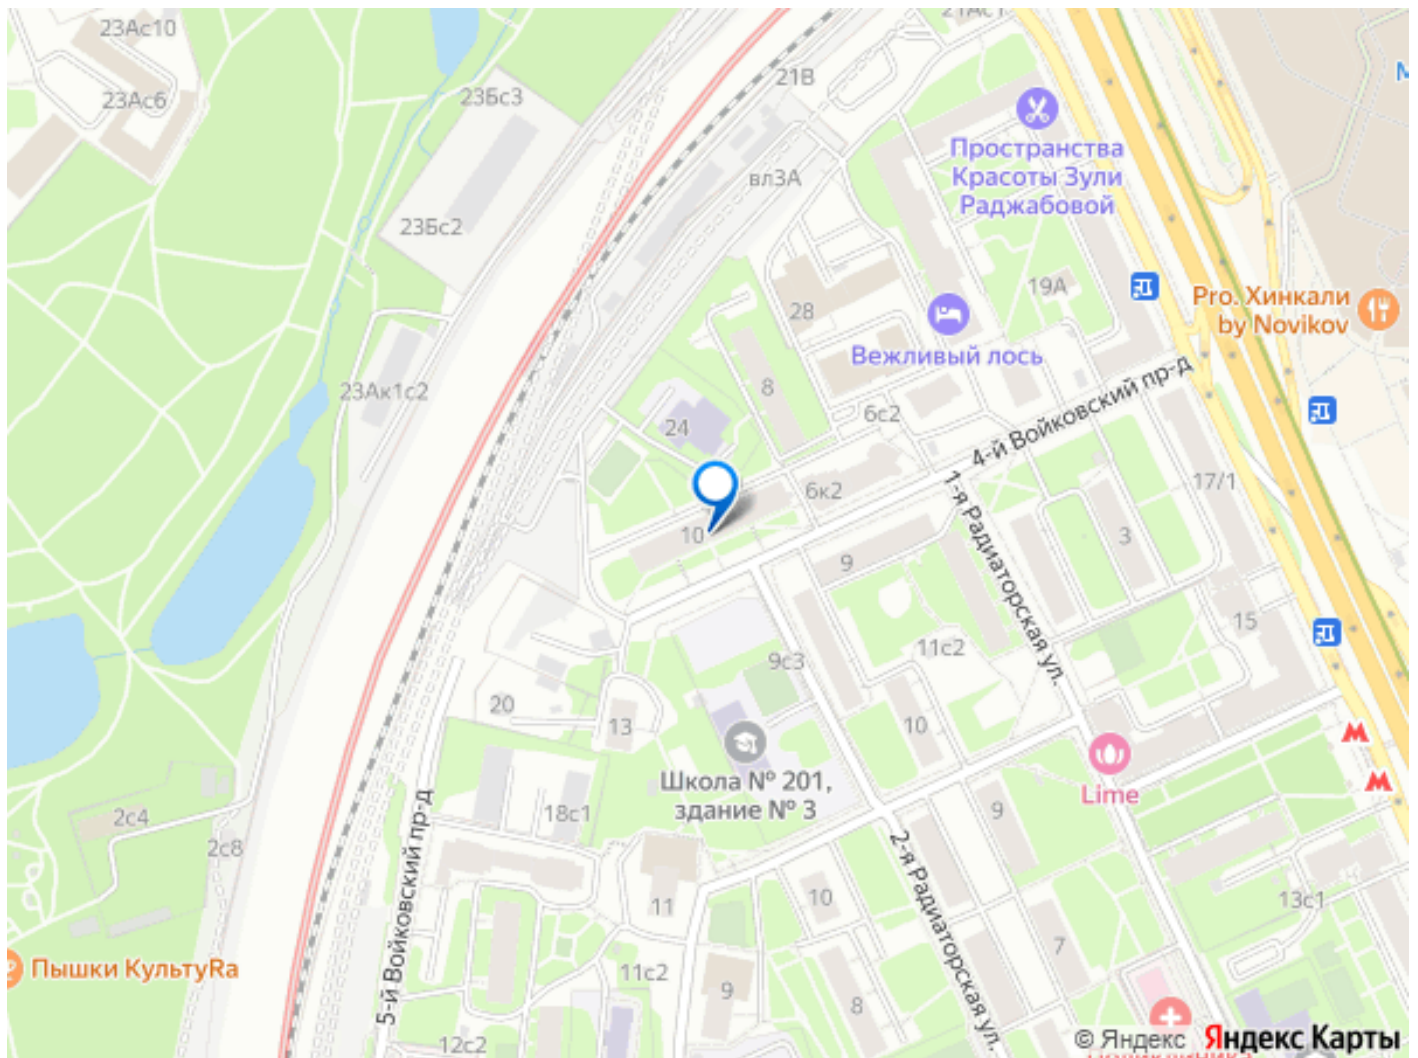 23Ас10
21Ас1
23Ас6
23Бс3
21В
Пространства
Красоты Зули
Раджабовой
вл3А
23Бс2
19А
28
Pro. Хинкали
by Novikov
Вежливый лось
23Ак1с2
8
6с2
24
4-й Войковский пр-д
17/1
6к2
1-я Радиаторская ул.
10
3
9
15
11с2
9с3
20
13
10
Школа № 201,
здание № 3
Lime
2с4
18с1
9
2с8
2-я Радиаторская ул.
5-й Войковский пр-д
11
10
13с1
7
Пышки КультуRa
11с2
9
8
12с2
© Яндекс Яндекс Карты